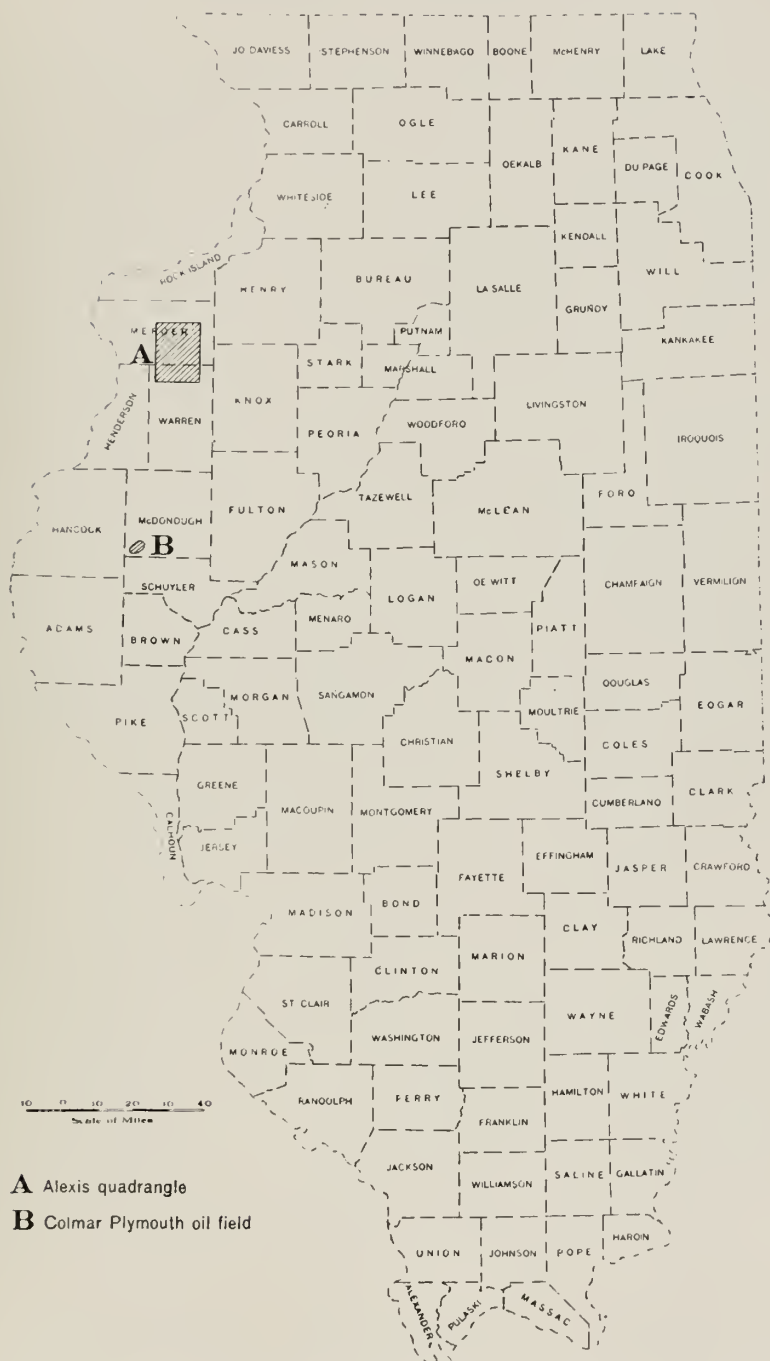 JO DAVIESS STEPHENSON WINNEBAGO BOONE McHENRY LAKE
CARROLL OGLE KANE
DEKALB DU PAGE COOK
WHITESIDE LEE
KENDALL
ROCK ISLAND BUREAU LA SALLE WILL
HENRY GRUNDY
MERCER PUTNAM KANKAKEE
A STARK MARSHALL
HENDERSON WARREN KNOX PEORIA WOODFORD LIVINGSTON IROQUOIS
HANCOCK McDONOUGH FULTON TAZEWELL McLEAN FORD
B MASON
SCHUYLER LOGAN DE WITT CHAMPAIGN VERMILION
ADAMS BROWN CASS MENARD PIATT
MACON
PIKE SCOTT MORGAN SANGAMON DOUGLAS EDGAR
MOULTRIE
CHRISTIAN COLES
GREENE SHELBY
CALHOUN MACOUPIN MONTGOMERY CUMBERLAND CLARK
JERSEY EFFINGHAM
FAYETTE JASPER CRAWFORD
MADISON BOND
CLAY RICHLAND LAWRENCE
CLINTON MARION
ST CLAIR WAYNE EDWARDS WABASH
WASHINGTON JEFFERSON
MONROE
RANDOLPH PERRY HAMILTON WHITE
10 0 10 20 30 40
Scale of Miles
FRANKLIN
JACKSON WILLIAMSON SALINE GALLATIN
A Alexis quadrangle
B Colmar Plymouth oil field
UNION JOHNSON POPE HARDIN
ALEXANDER PULASKI MASSAC